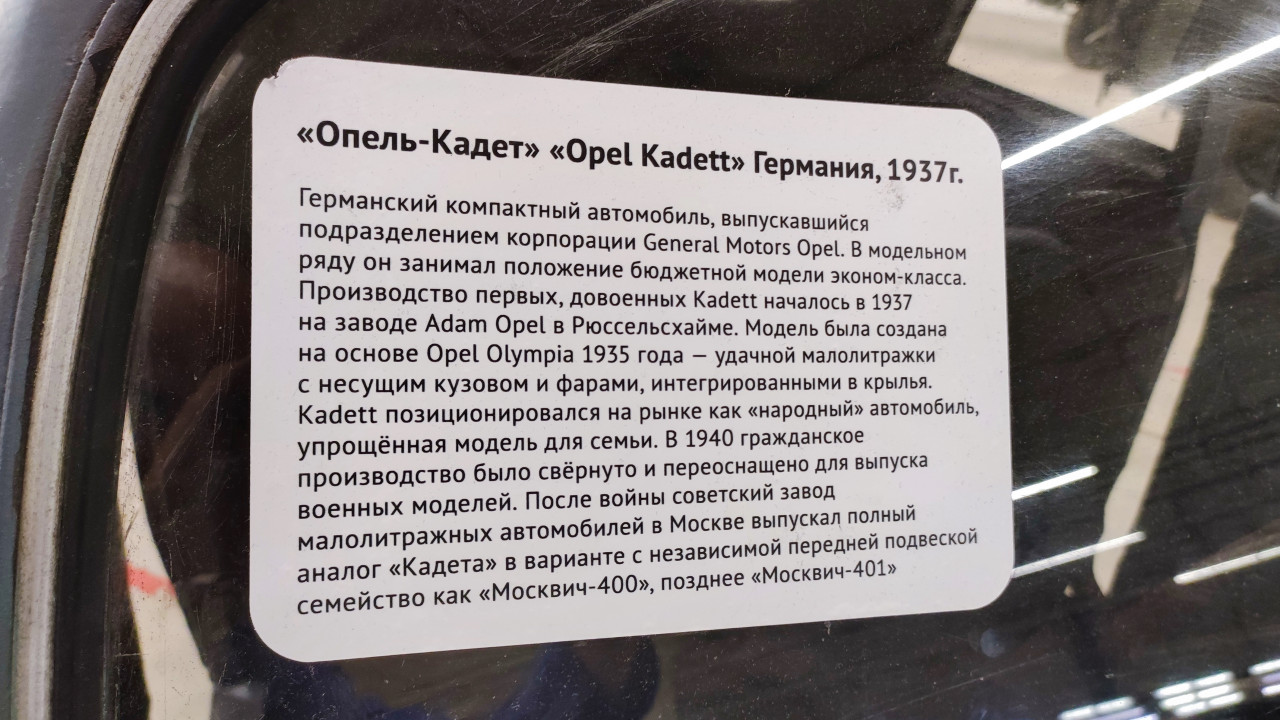 «Опель-Кадет» «Opel Kadett» Германия, 1937г.
Германский компактный автомобиль, выпускавшийся
подразделением корпорации General Motors Opel. В модельном
ряду он занимал положение бюджетной модели эконом-класса.
Производство первых, довоенных Kadett началось в 1937
на заводе Adam Opel в Рюссельсхайме. Модель была создана
на основе Opel Olympia 1935 года — удачной малолитражки
с несущим кузовом и фарами, интегрированными в крылья.
Kadett позиционировался на рынке как «народный» автомобиль,
упрощённая модель для семьи. В 1940 гражданское
производство было свёрнуто и переоснащено для выпуска
военных моделей. После войны советский завод
малолитражных автомобилей в Москве выпускал полный
аналог «Кадета» в варианте с независимой передней подвеской
семейство как «Москвич-400», позднее «Москвич-401»